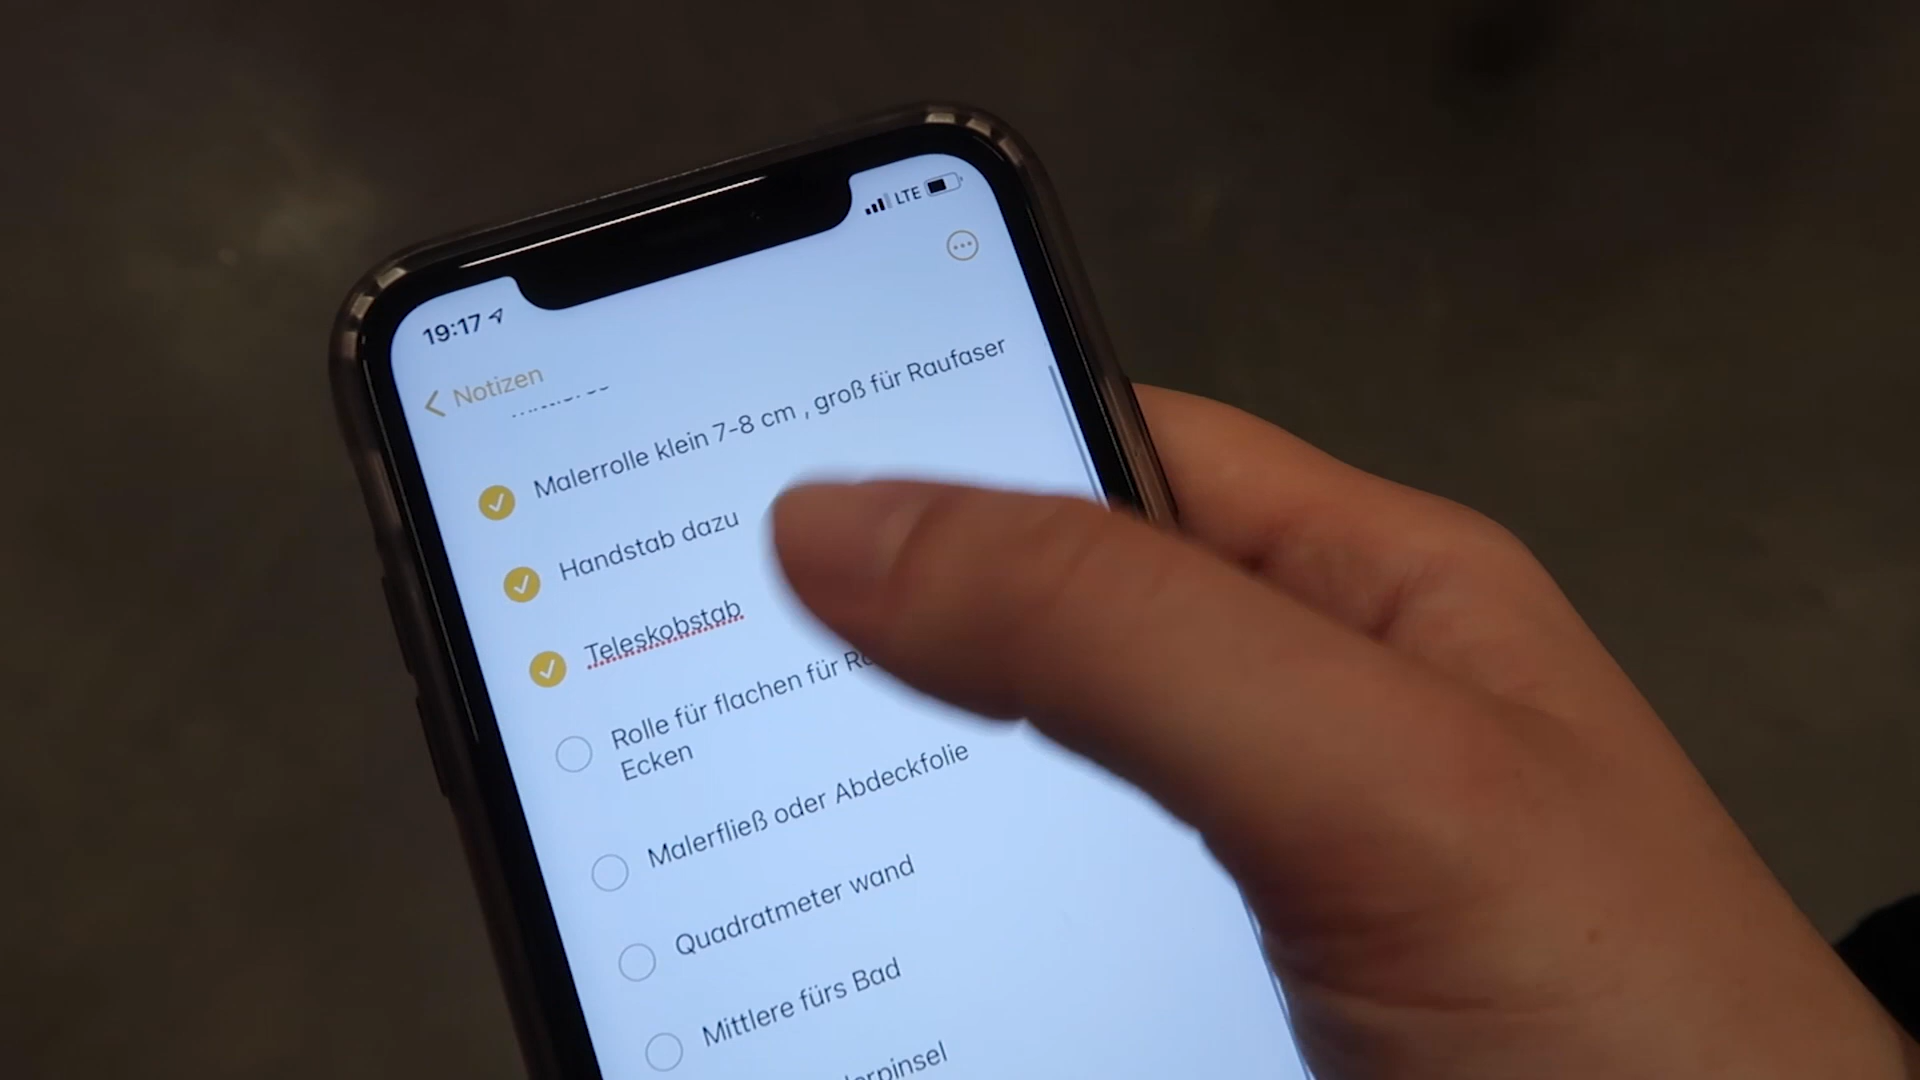 19:17
LTE
Notizen
Malerrolle klein 7-8 cm , groß für Raufaser
Handstab dazu
Teleskobstab
Rolle für flachen für
Ecken
Malerfließ oder Abdeckfolie
Quadratmeter wand
Mittlere fürs Bad